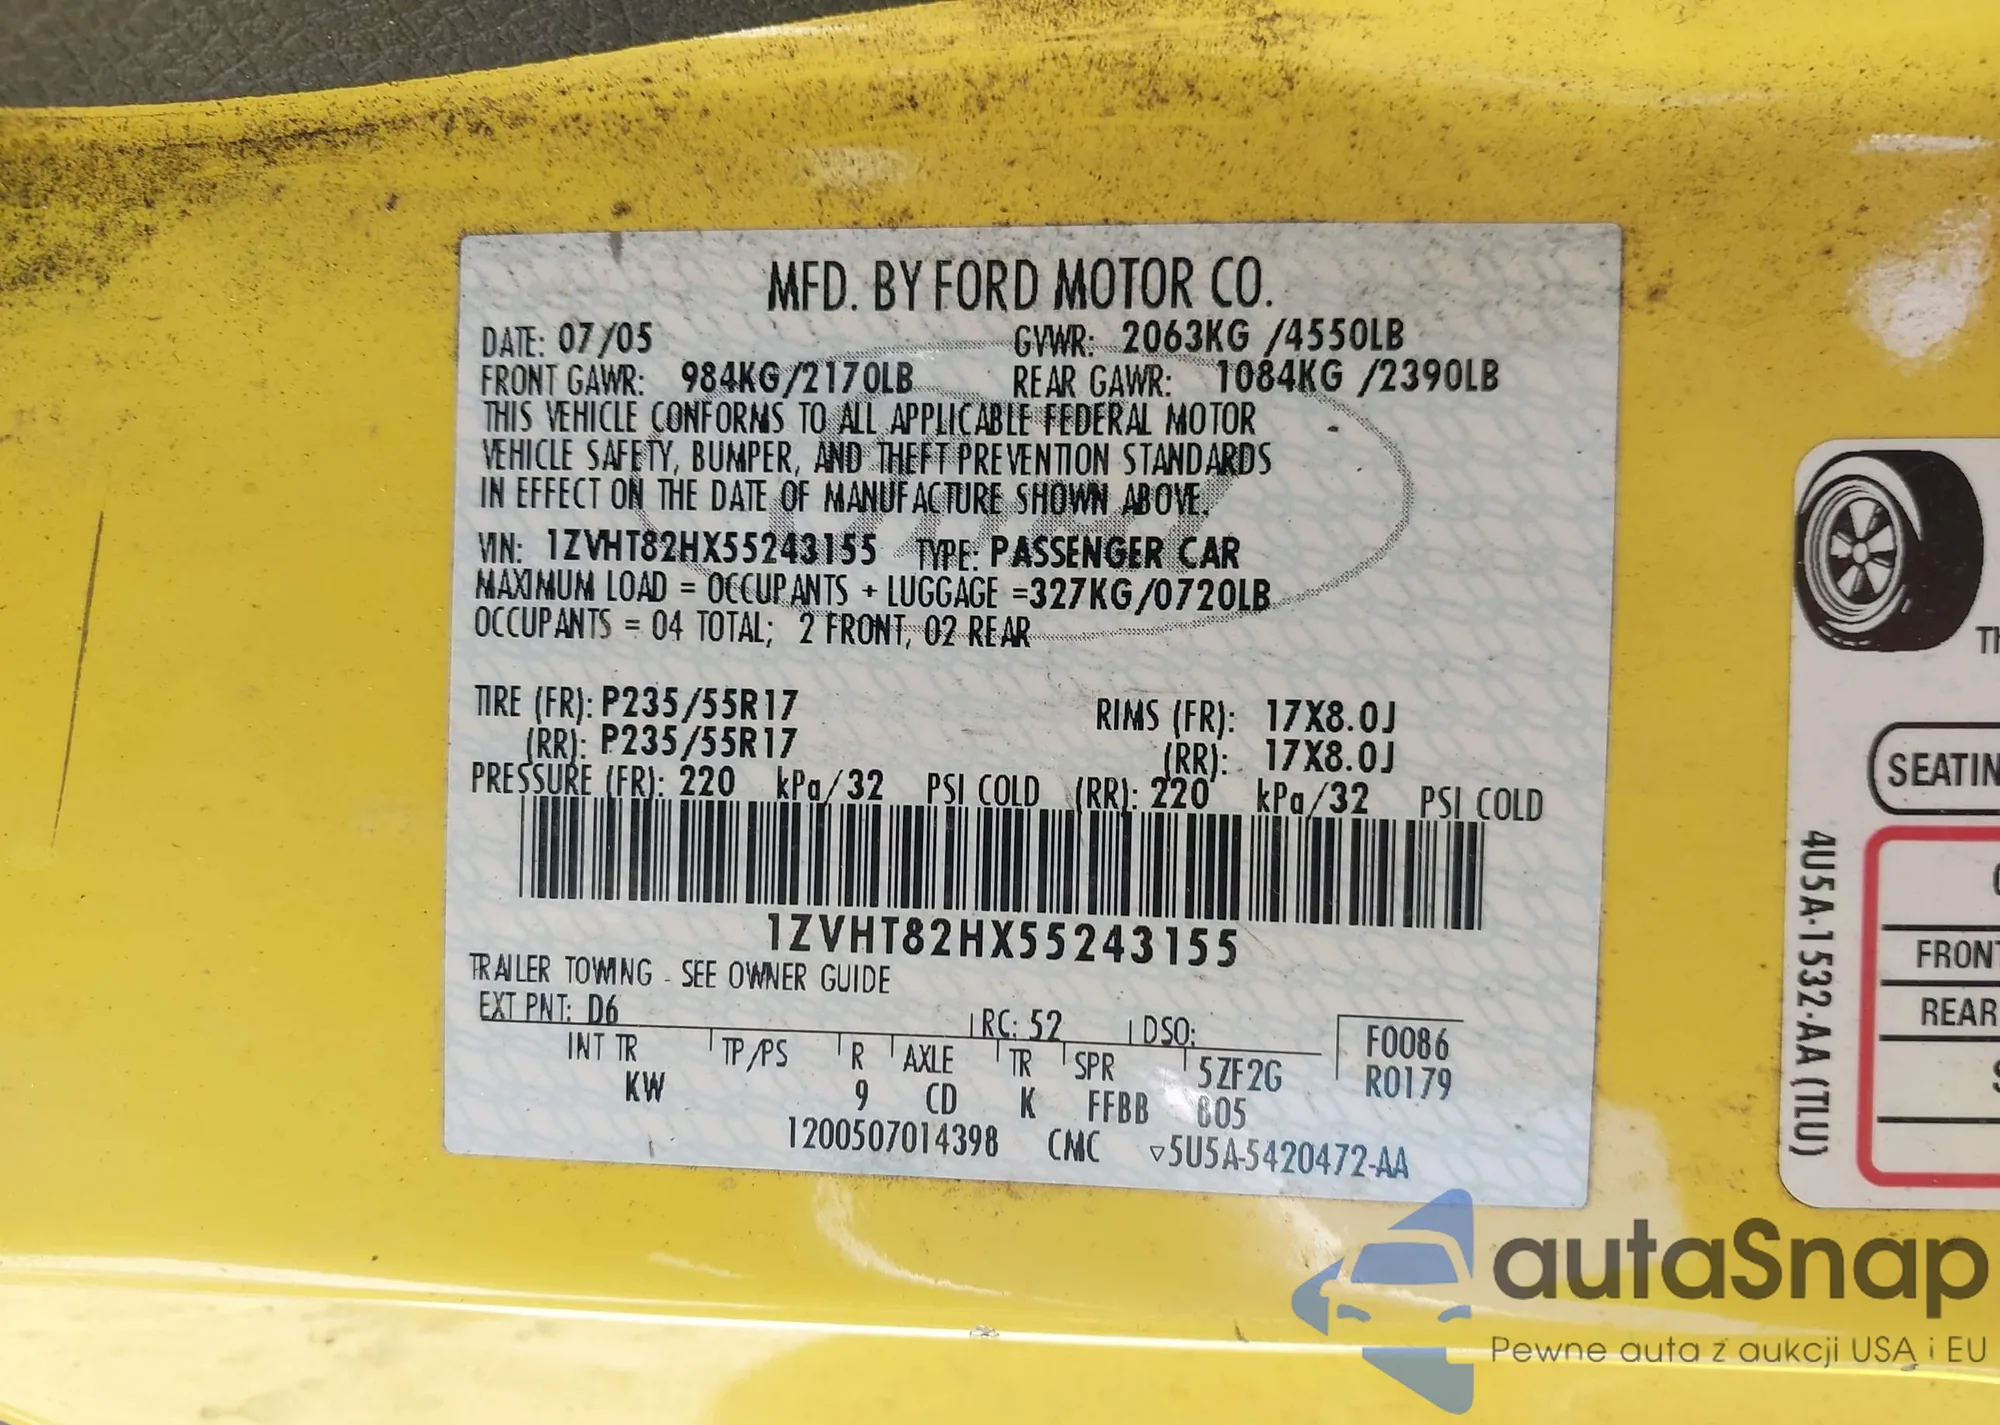 MFD. BY FORD MOTOR CO.
DATE: 07/05 GVWR: 2063KG /4550LB
FRONT GAWR: 984KG/2170LB REAR GAWR: 1084KG /2390LB
THIS VEHICLE CONFORMS TO ALL APPLICABLE FEDERAL MOTOR
VEHICLE SAFETY, BUMPER, AND THEFT PREVENTION STANDARDS
IN EFFECT ON THE DATE OF MANUFACTURE SHOWN ABOVE.
VIN: 1ZVHT82HX55243155 TYPE: PASSENGER CAR
MAXIMUM LOAD = OCCUPANTS + LUGGAGE =327KG/0720LB
OCCUPANTS = 04 TOTAL; 2 FRONT, 02 REAR
TIRE (FR): P235/55R17 RIMS (FR): 17X8.0J
(RR): P235/55R17 (RR): 17X8.0J
PRESSURE (FR): 220 kPa/32 PSI COLD (RR): 220 kPa/32 PSI COLD
1ZVHT82HX55243155
TRAILER TOWING - SEE OWNER GUIDE
EXT PNT: D6 RC: 52 DSO: F0086
INT TR TP/PS R AXLE TR SPR 5ZF2G R0179
KW 9 CD K FFBB 805
1200507014398 CMC ▽5U5A-5420472-AA
TH
SEATIN
FRONT
REAR
4U5A-1532-AA (TLU)
autaSnap
Pewne auta z aukcji USA i EU